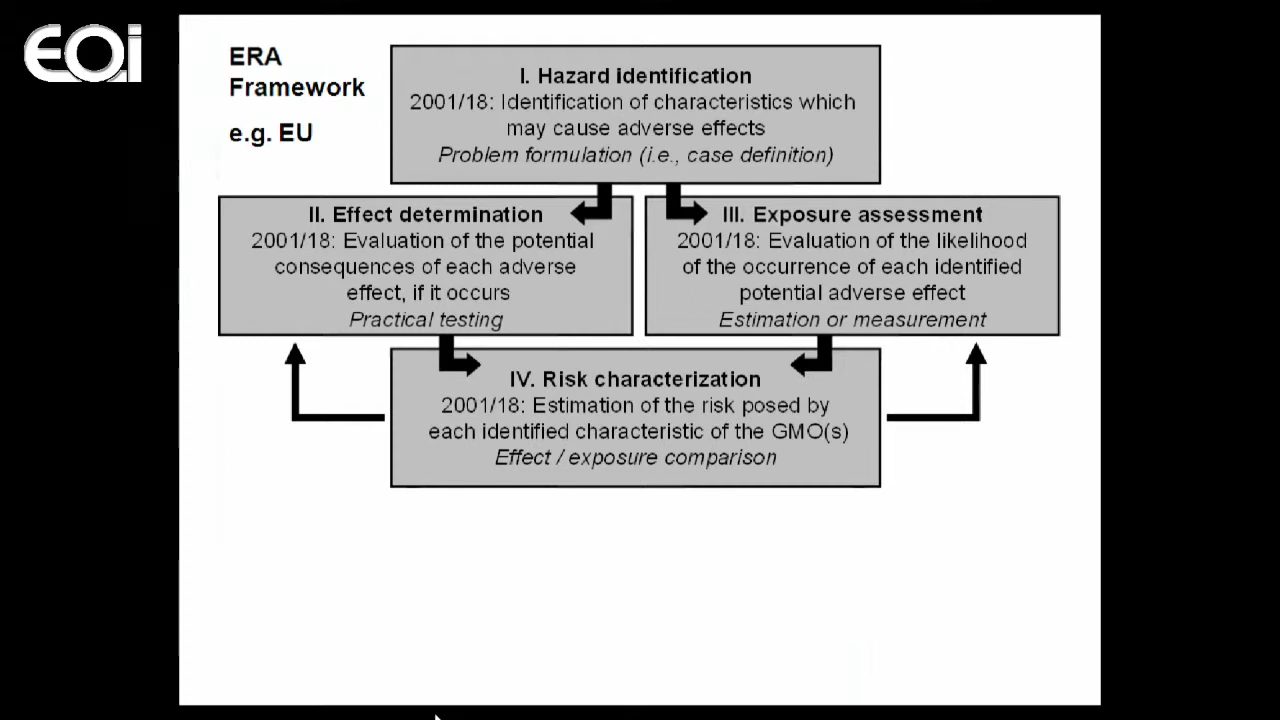 EOi
ERA
Framework
e.g. EU
I. Hazard identification
2001/18: Identification of characteristics which
may cause adverse effects
Problem formulation (i.e., case definition)
II. Effect determination
2001/18: Evaluation of the potential
consequences of each adverse
effect, if it occurs
Practical testing
III. Exposure assessment
2001/18: Evaluation of the likelihood
of the occurrence of each identified
potential adverse effect
Estimation or measurement
IV. Risk characterization
2001/18: Estimation of the risk posed by
each identified characteristic of the GMO(s)
Effect / exposure comparison